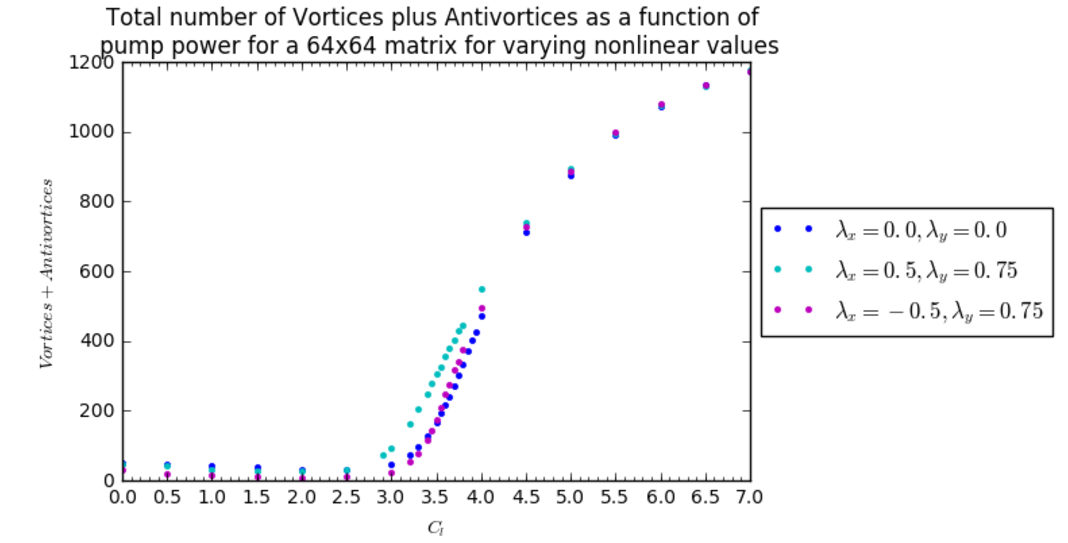 Total number of Vortices plus Antivortices as a function of
pump power for a 64x64 matrix for varying nonlinear values
1200
1000
800
600
400
200
0
Vortices + Antivortices
0.0 0.5 1.0 1.5 2.0 2.5 3.0 3.5 4.0 4.5 5.0 5.5 6.0 6.5 7.0
C_l
λ_x = 0.0, λ_y = 0.0
λ_x = 0.5, λ_y = 0.75
λ_x = −0.5, λ_y = 0.75